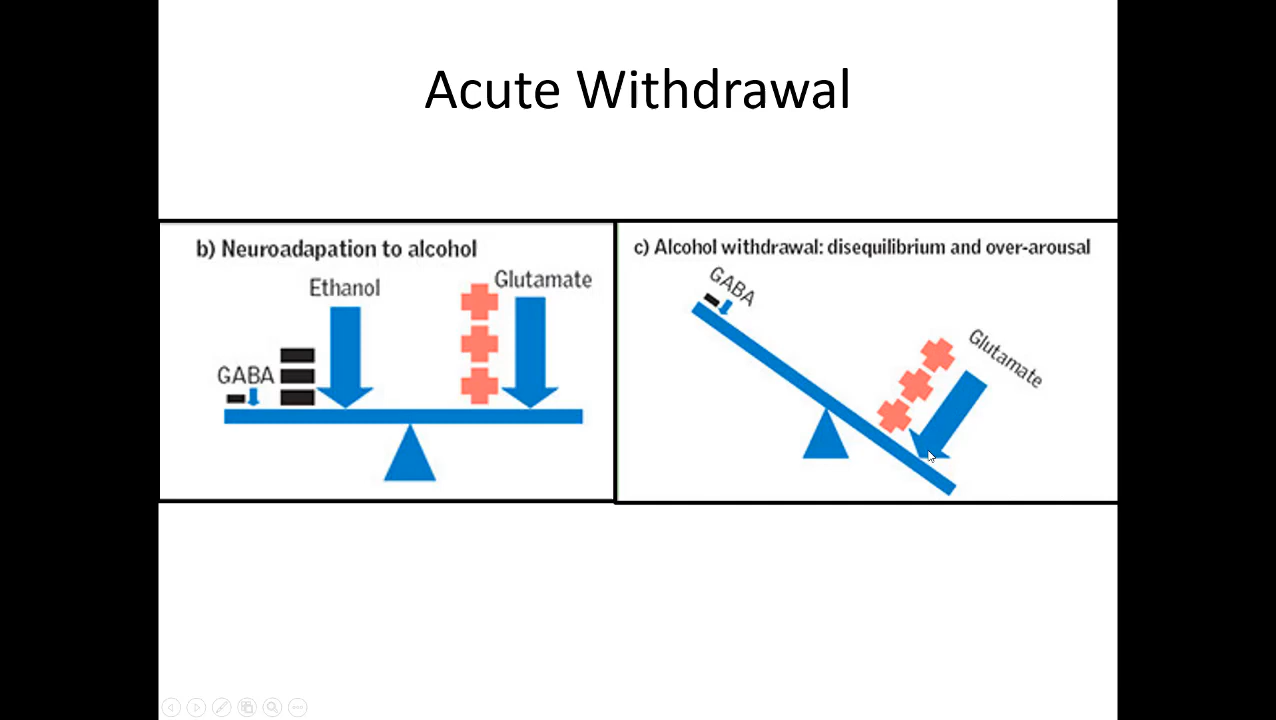 Acute Withdrawal
b) Neuroadapation to alcohol
Ethanol
Glutamate
GABA
c) Alcohol withdrawal: disequilibrium and over-arousal
GABA
Glutamate